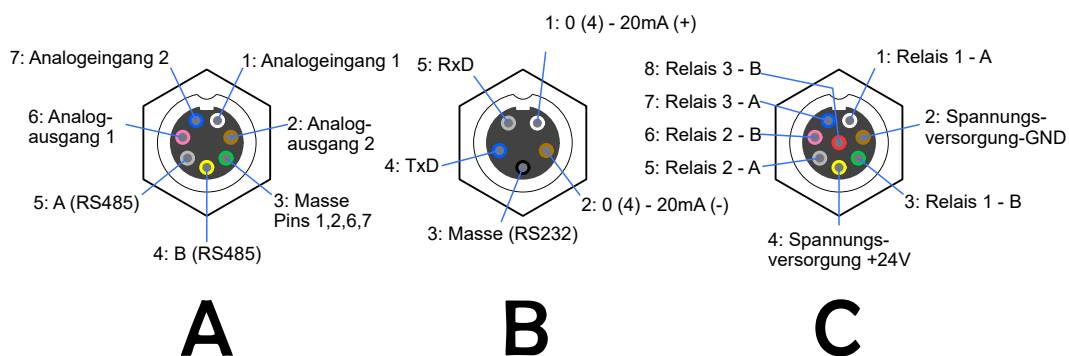 7: Analogeingang 2
1: Analogeingang 1
6: Analog-
ausgang 1
2: Analog-
ausgang 2
5: A (RS485)
3: Masse
Pins 1,2,6,7
4: B (RS485)
A
1: 0 (4) - 20mA (+)
5: RxD
4: TxD
2: 0 (4) - 20mA (-)
3: Masse (RS232)
B
8: Relais 3 - B
1: Relais 1 - A
7: Relais 3 - A
2: Spannungs-
versorgung-GND
6: Relais 2 - B
5: Relais 2 - A
3: Relais 1 - B
4: Spannungs-
versorgung +24V
C